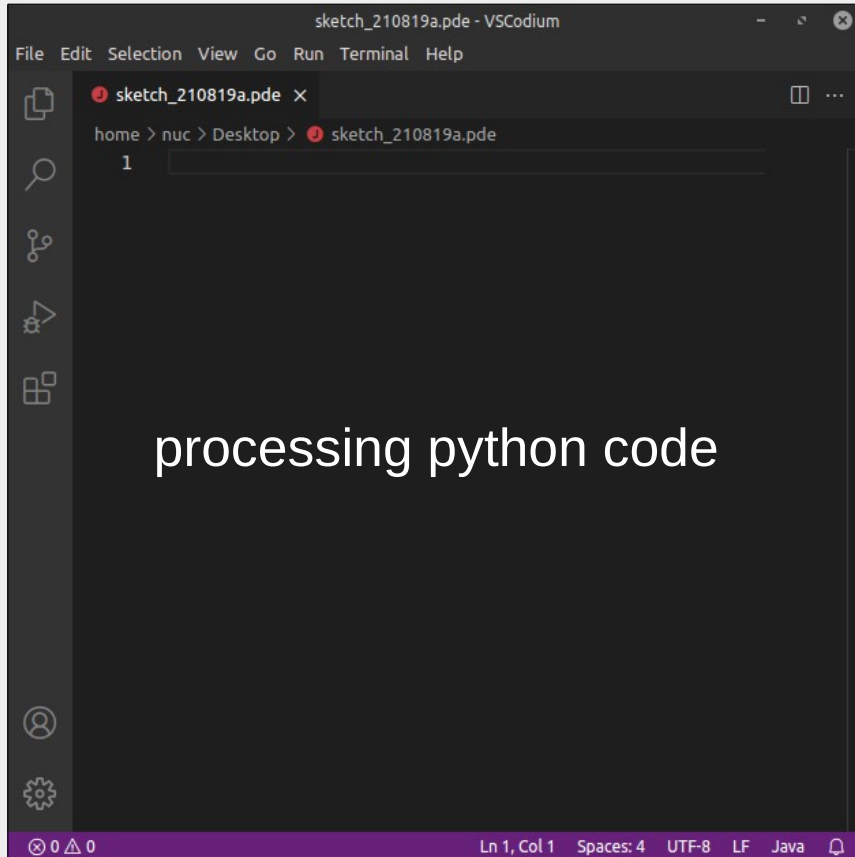 sketch_210819a.pde - VSCodium
File Edit Selection View Go Run Terminal Help
sketch_210819a.pde
home > nuc > Desktop > J sketch_210819a.pde
1
processing python code
0 0 Ln 1, Col 1 Spaces: 4 UTF-8 LF Java